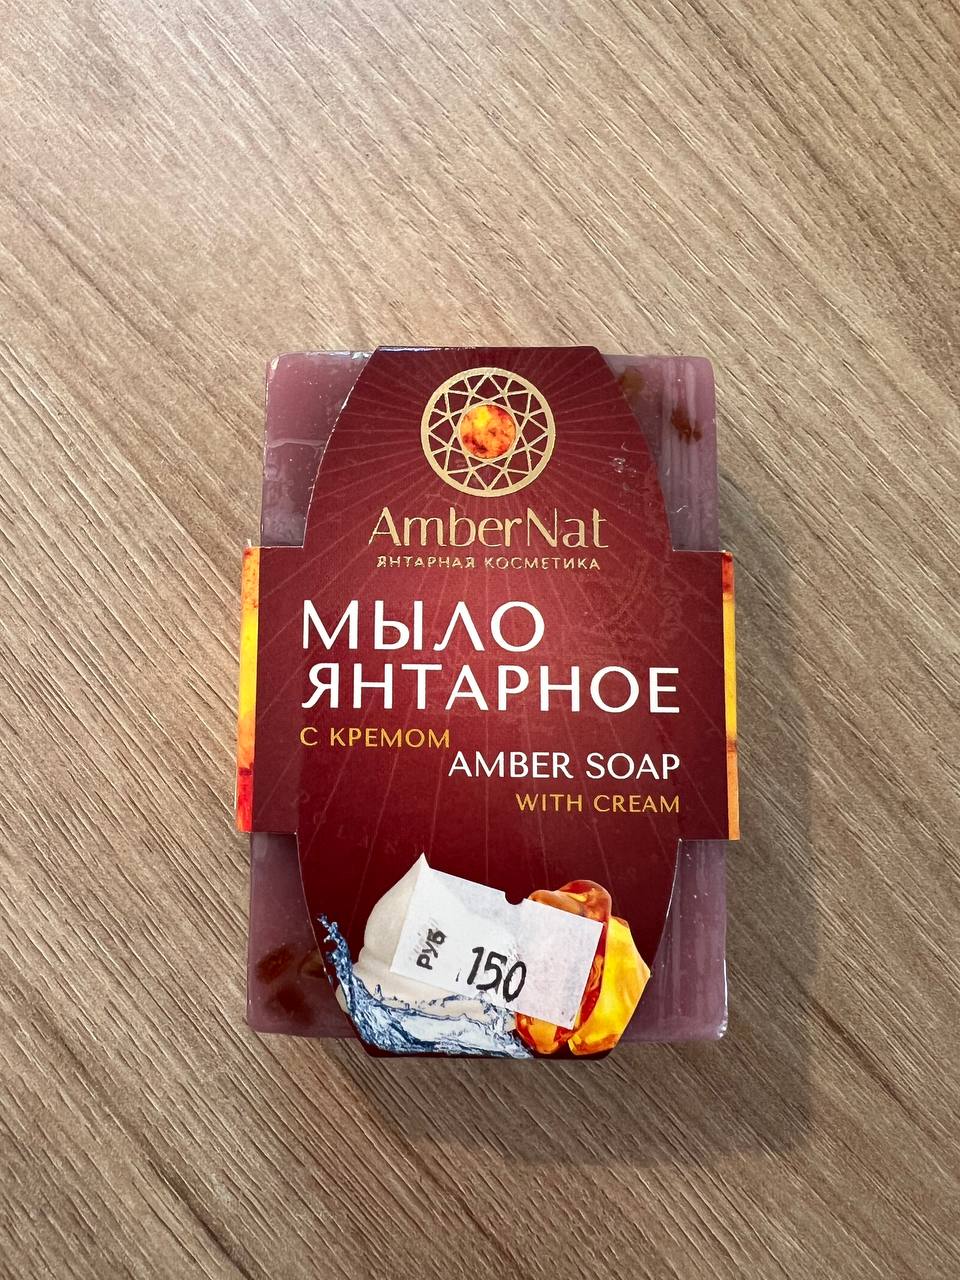 AmberNat
ЯНТАРНАЯ КОСМЕТИКА
МЫЛО
ЯНТАРНОЕ
С КРЕМОМ
AMBER SOAP
WITH CREAM
РУБ 150